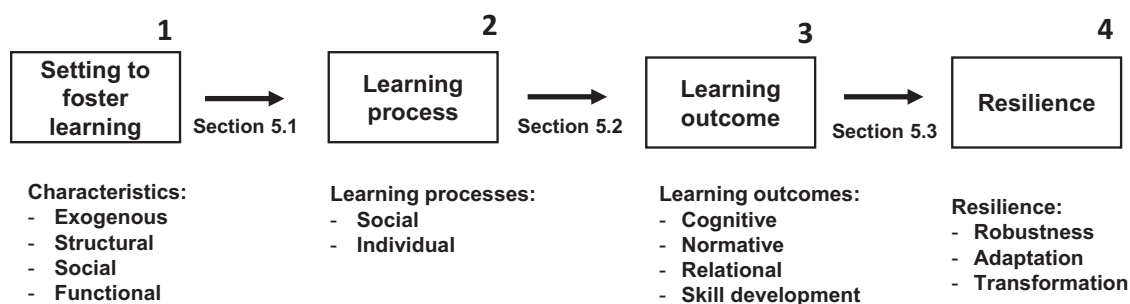 1
Setting to
foster
learning
Section 5.1
2
Learning
process
Section 5.2
3
Learning
outcome
Section 5.3
4
Resilience
Characteristics:
- Exogenous
- Structural
- Social
- Functional
Learning processes:
- Social
- Individual
Learning outcomes:
- Cognitive
- Normative
- Relational
- Skill development
Resilience:
- Robustness
- Adaptation
- Transformation